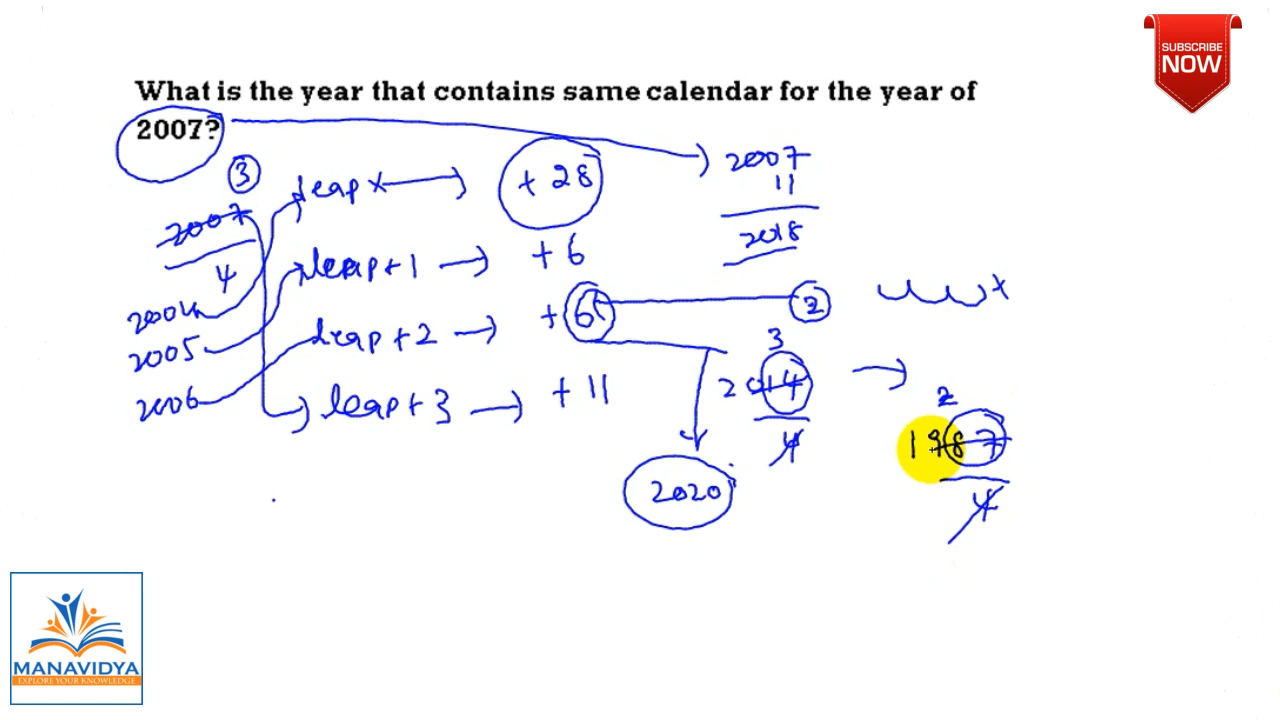 SUBSCRIBE
NOW
What is the year that contains same calendar for the year of
2007?
3
2007
4
2004
2005
2006
leap x → + 28
leap+1 → + 6
leap+2 → + 6
leap+3 → + 11
2007
11
2018
2
3
2014
4
2020
2
1987
4
MANAVIDYA
EXPLORE YOUR KNOWLEDGE